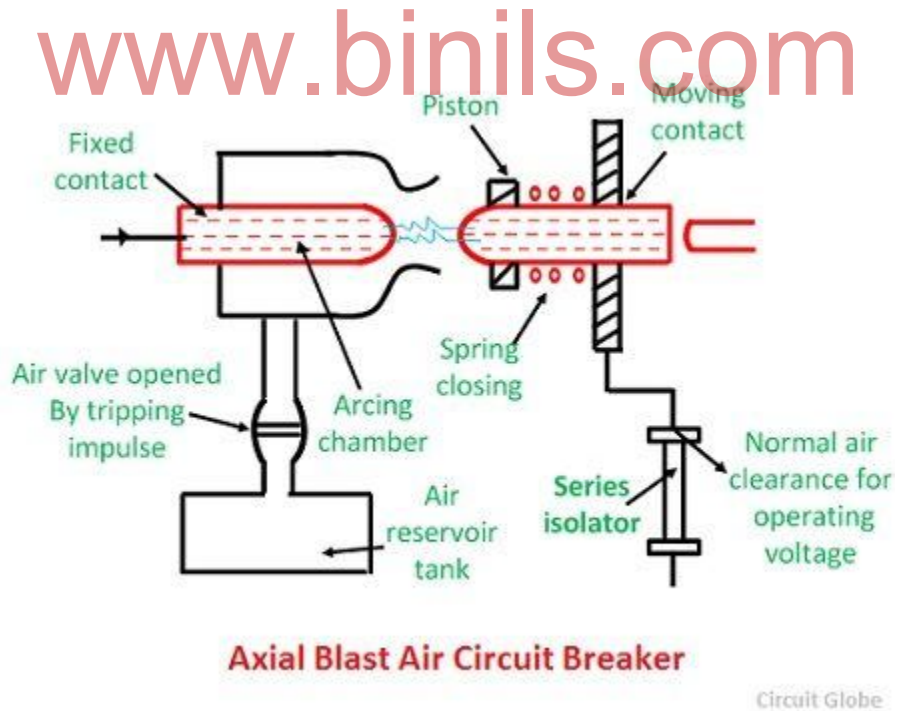 www.binils.com
Piston
Moving
contact
Fixed
contact
Spring
closing
Air valve opened
By tripping
impulse
Arcing
chamber
Air
reservoir
tank
Series
isolator
Normal air
clearance for
operating
voltage
Axial Blast Air Circuit Breaker
Circuit Globe